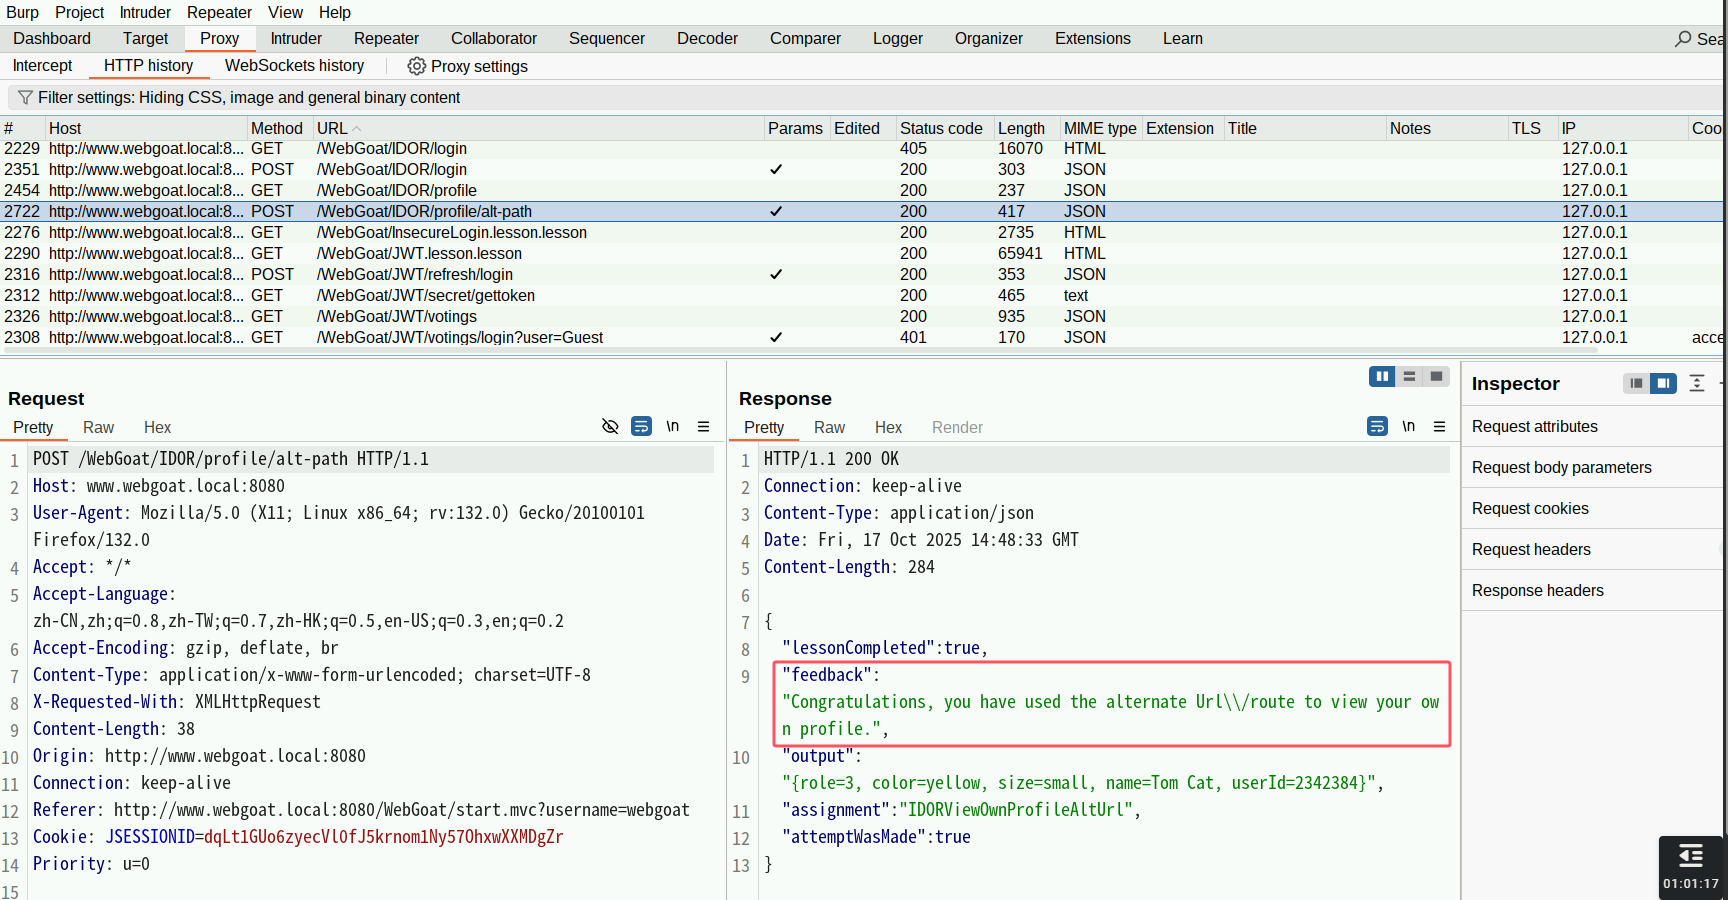 Burp Project Intruder Repeater View Help
Dashboard Target Proxy Intruder Repeater Collaborator Sequencer Decoder Comparer Logger Organizer Extensions Learn
Intercept HTTP history WebSockets history Proxy settings
Filter settings: Hiding CSS, image and general binary content
# Host Method URL Params Edited Status code Length MIME type Extension Title Notes TLS IP
2229 http://www.webgoat.local:8... GET /WebGoat/IDOR/login 405 16070 HTML 127.0.0.1
2351 http://www.webgoat.local:8... POST /WebGoat/IDOR/login ✓ 200 303 JSON 127.0.0.1
2454 http://www.webgoat.local:8... GET /WebGoat/IDOR/profile 200 237 JSON 127.0.0.1
2722 http://www.webgoat.local:8... POST /WebGoat/IDOR/profile/alt-path ✓ 200 417 JSON 127.0.0.1
2276 http://www.webgoat.local:8... GET /WebGoat/InsecureLogin.lesson.lesson 200 2735 HTML 127.0.0.1
2290 http://www.webgoat.local:8... GET /WebGoat/JWT.lesson.lesson 200 65941 HTML 127.0.0.1
2316 http://www.webgoat.local:8... POST /WebGoat/JWT/refresh/login ✓ 200 353 JSON 127.0.0.1
2312 http://www.webgoat.local:8... GET /WebGoat/JWT/secret/gettoken 200 465 text 127.0.0.1
2326 http://www.webgoat.local:8... GET /WebGoat/JWT/votings 200 935 JSON 127.0.0.1
2308 http://www.webgoat.local:8... GET /WebGoat/JWT/votings/login?user=Guest ✓ 401 170 JSON 127.0.0.1
Request
Pretty Raw Hex \n
1 POST /WebGoat/IDOR/profile/alt-path HTTP/1.1
2 Host: www.webgoat.local:8080
3 User-Agent: Mozilla/5.0 (X11; Linux x86_64; rv:132.0) Gecko/20100101
Firefox/132.0
4 Accept: */*
5 Accept-Language:
zh-CN,zh;q=0.8,zh-TW;q=0.7,zh-HK;q=0.5,en-US;q=0.3,en;q=0.2
6 Accept-Encoding: gzip, deflate, br
7 Content-Type: application/x-www-form-urlencoded; charset=UTF-8
8 X-Requested-With: XMLHttpRequest
9 Content-Length: 38
10 Origin: http://www.webgoat.local:8080
11 Connection: keep-alive
12 Referer: http://www.webgoat.local:8080/WebGoat/start.mvc?username=webgoat
13 Cookie: JSESSIONID=dqLt1GUo6zyecVl0fJ5krnom1Ny57OhxwXXMDgZr
14 Priority: u=0
15
Response
Pretty Raw Hex Render \n
1 HTTP/1.1 200 OK
2 Connection: keep-alive
3 Content-Type: application/json
4 Date: Fri, 17 Oct 2025 14:48:33 GMT
5 Content-Length: 284
6
7 {
8 "lessonCompleted":true,
9 "feedback":
"Congratulations, you have used the alternate Url\\/route to view your ow
n profile.",
10 "output":
"{role=3, color=yellow, size=small, name=Tom Cat, userId=2342384}",
11 "assignment":"IDORViewOwnProfileAltUrl",
12 "attemptWasMade":true
13 }
Inspector
Request attributes
Request body parameters
Request cookies
Request headers
Response headers
01:01:17